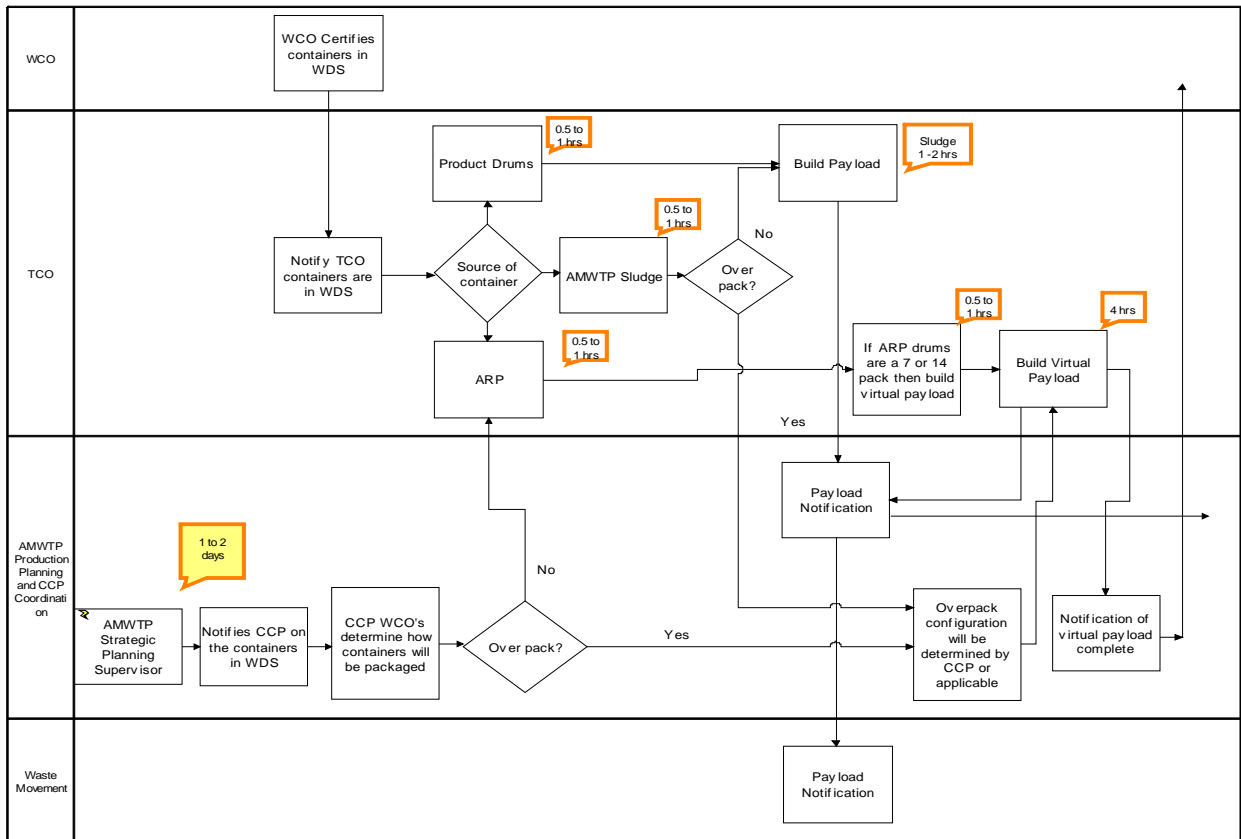 WCO
WCO Certifies
containers in
WDS
TCO
0.5 to
1 hrs
Product Drums
Build Payload
Sludge
1 -2 hrs
0.5 to
1 hrs
No
Notify TCO
containers are
in WDS
Source of
container
AMWTP Sludge
Over
pack?
0.5 to
1 hrs
ARP
0.5 to
1 hrs
If ARP drums
are a 7 or 14
pack then build
virtual payload
4 hrs
Build Virtual
Payload
Yes
AMWTP
Production
Planning
and CCP
Coordinati
on
Payload
Notification
1 to 2
days
No
AMWTP
Strategic
Planning
Supervisor
Notifies CCP on
the containers
in WDS
CCP WCO's
determine how
containers will
be packaged
Over pack?
Yes
Overpack
configuration
will be
determined by
CCP or
applicable
Notification of
virtual payload
complete
Waste
Movement
Payload
Notification